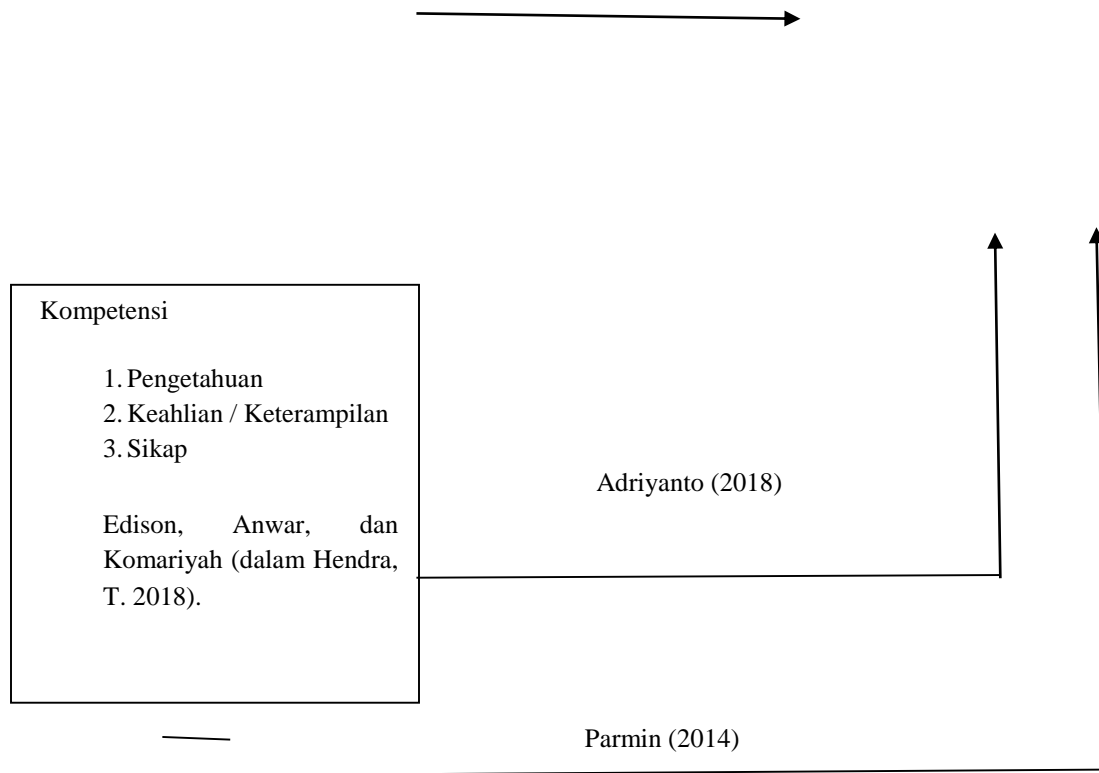 Kompetensi
1. Pengetahuan
2. Keahlian / Keterampilan
3. Sikap
Adriyanto (2018)
Edison, Anwar, dan
Komariyah (dalam Hendra,
T. 2018).
Parmin (2014)